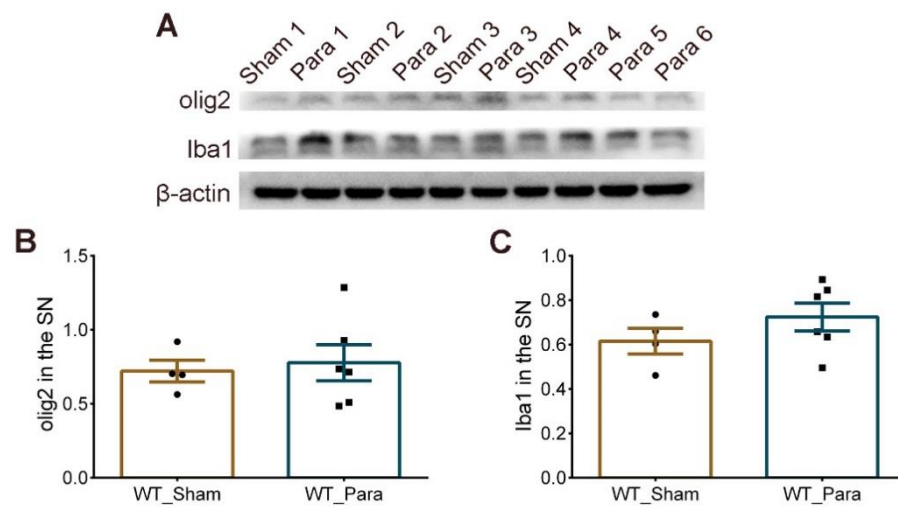 A
Sham 1 Para 1 Sham 2 Para 2 Sham 3 Para 3 Sham 4 Para 4 Para 5 Para 6
olig2
Iba1
β-actin
B
olig2 in the SN
1.5
1.0
0.5
0.0
WT_Sham WT_Para
C
Iba1 in the SN
1.0
0.8
0.6
0.4
0.2
0.0
WT_Sham WT_Para